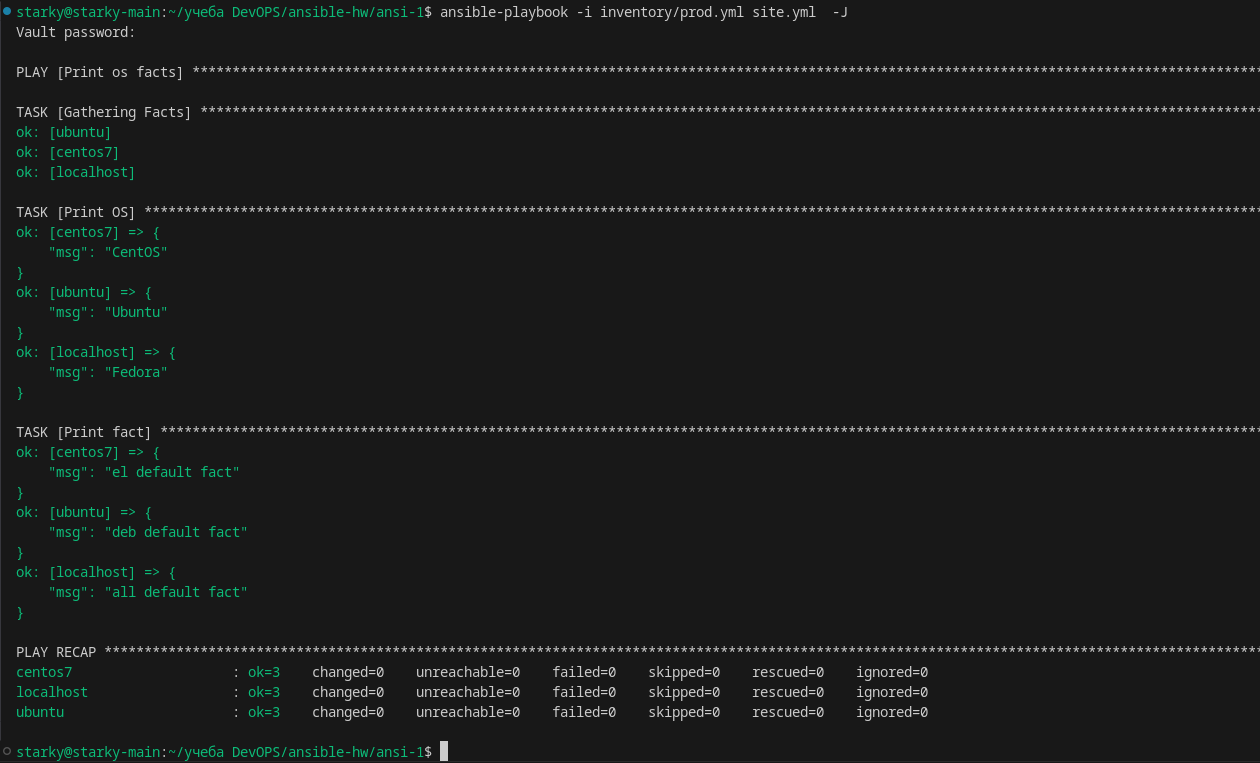 starky@starky-main:~/учеба DevOPS/ansible-hw/ansi-1$ ansible-playbook -i inventory/prod.yml site.yml  -J
Vault password:
PLAY [Print os facts] ***************************************************************************************************************************************
TASK [Gathering Facts] **************************************************************************************************************************************
ok: [ubuntu]
ok: [centos7]
ok: [localhost]
TASK [Print OS] *********************************************************************************************************************************************
ok: [centos7] => {
    "msg": "CentOS"
}
ok: [ubuntu] => {
    "msg": "Ubuntu"
}
ok: [localhost] => {
    "msg": "Fedora"
}
TASK [Print fact] *******************************************************************************************************************************************
ok: [centos7] => {
    "msg": "el default fact"
}
ok: [ubuntu] => {
    "msg": "deb default fact"
}
ok: [localhost] => {
    "msg": "all default fact"
}
PLAY RECAP **************************************************************************************************************************************************
centos7                    : ok=3    changed=0    unreachable=0    failed=0    skipped=0    rescued=0    ignored=0
localhost                  : ok=3    changed=0    unreachable=0    failed=0    skipped=0    rescued=0    ignored=0
ubuntu                     : ok=3    changed=0    unreachable=0    failed=0    skipped=0    rescued=0    ignored=0
starky@starky-main:~/учеба DevOPS/ansible-hw/ansi-1$